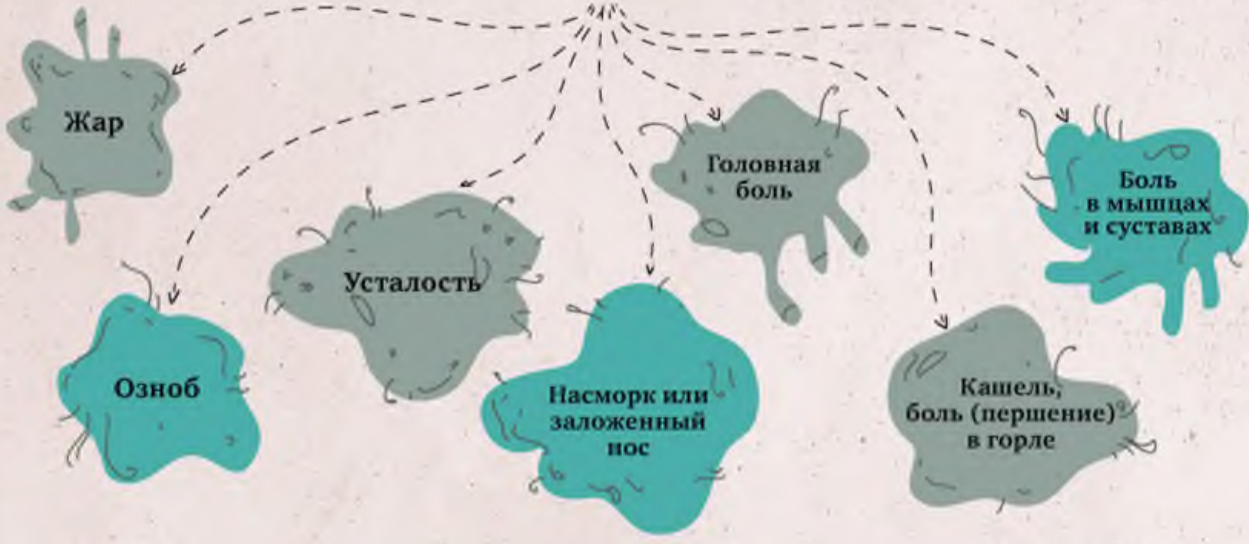 Жар
Головная
боль
Боль
в мышцах
и суставах
Усталость
Озноб
Насморк или
заложенный
нос
Кашель,
боль (першение)
в горле